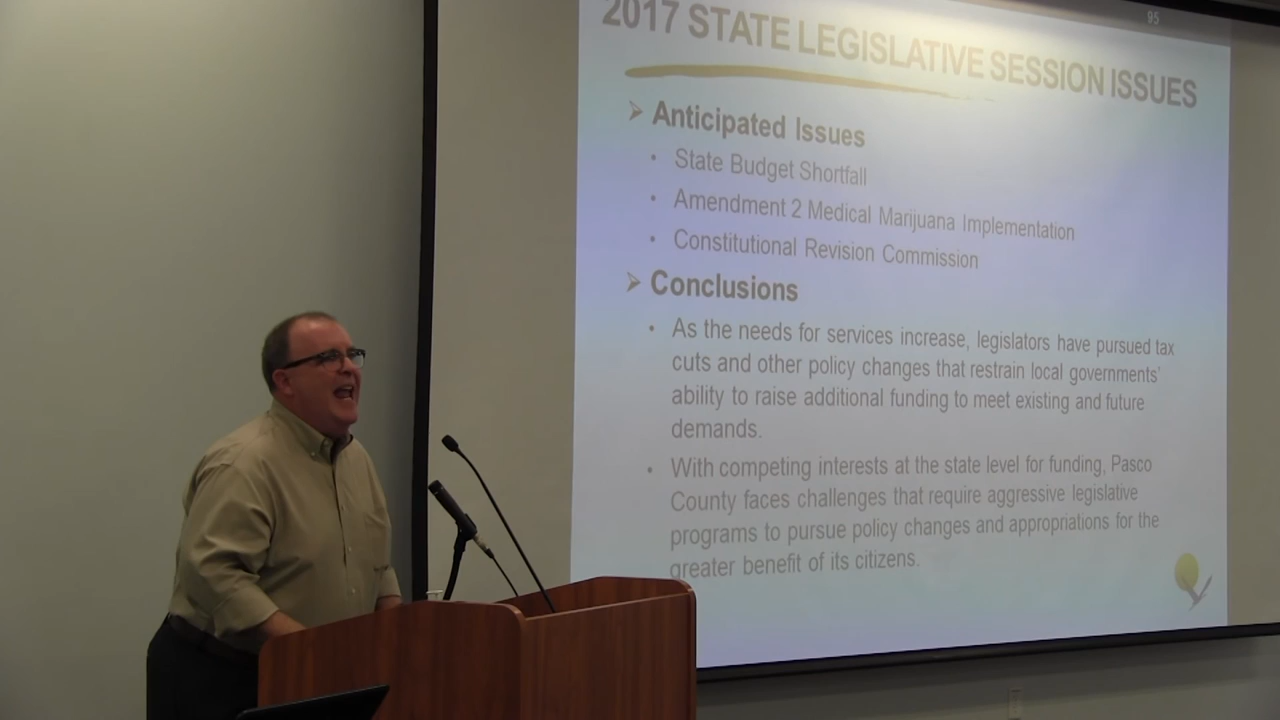 95
2017 STATE LEGISLATIVE SESSION ISSUES
Anticipated Issues
State Budget Shortfall
Amendment 2 Medical Marijuana Implementation
Constitutional Revision Commission
Conclusions
As the needs for services increase, legislators have pursued tax
cuts and other policy changes that restrain local governments'
ability to raise additional funding to meet existing and future
demands.
With competing interests at the state level for funding, Pasco
County faces challenges that require aggressive legislative
programs to pursue policy changes and appropriations for the
greater benefit of its citizens.